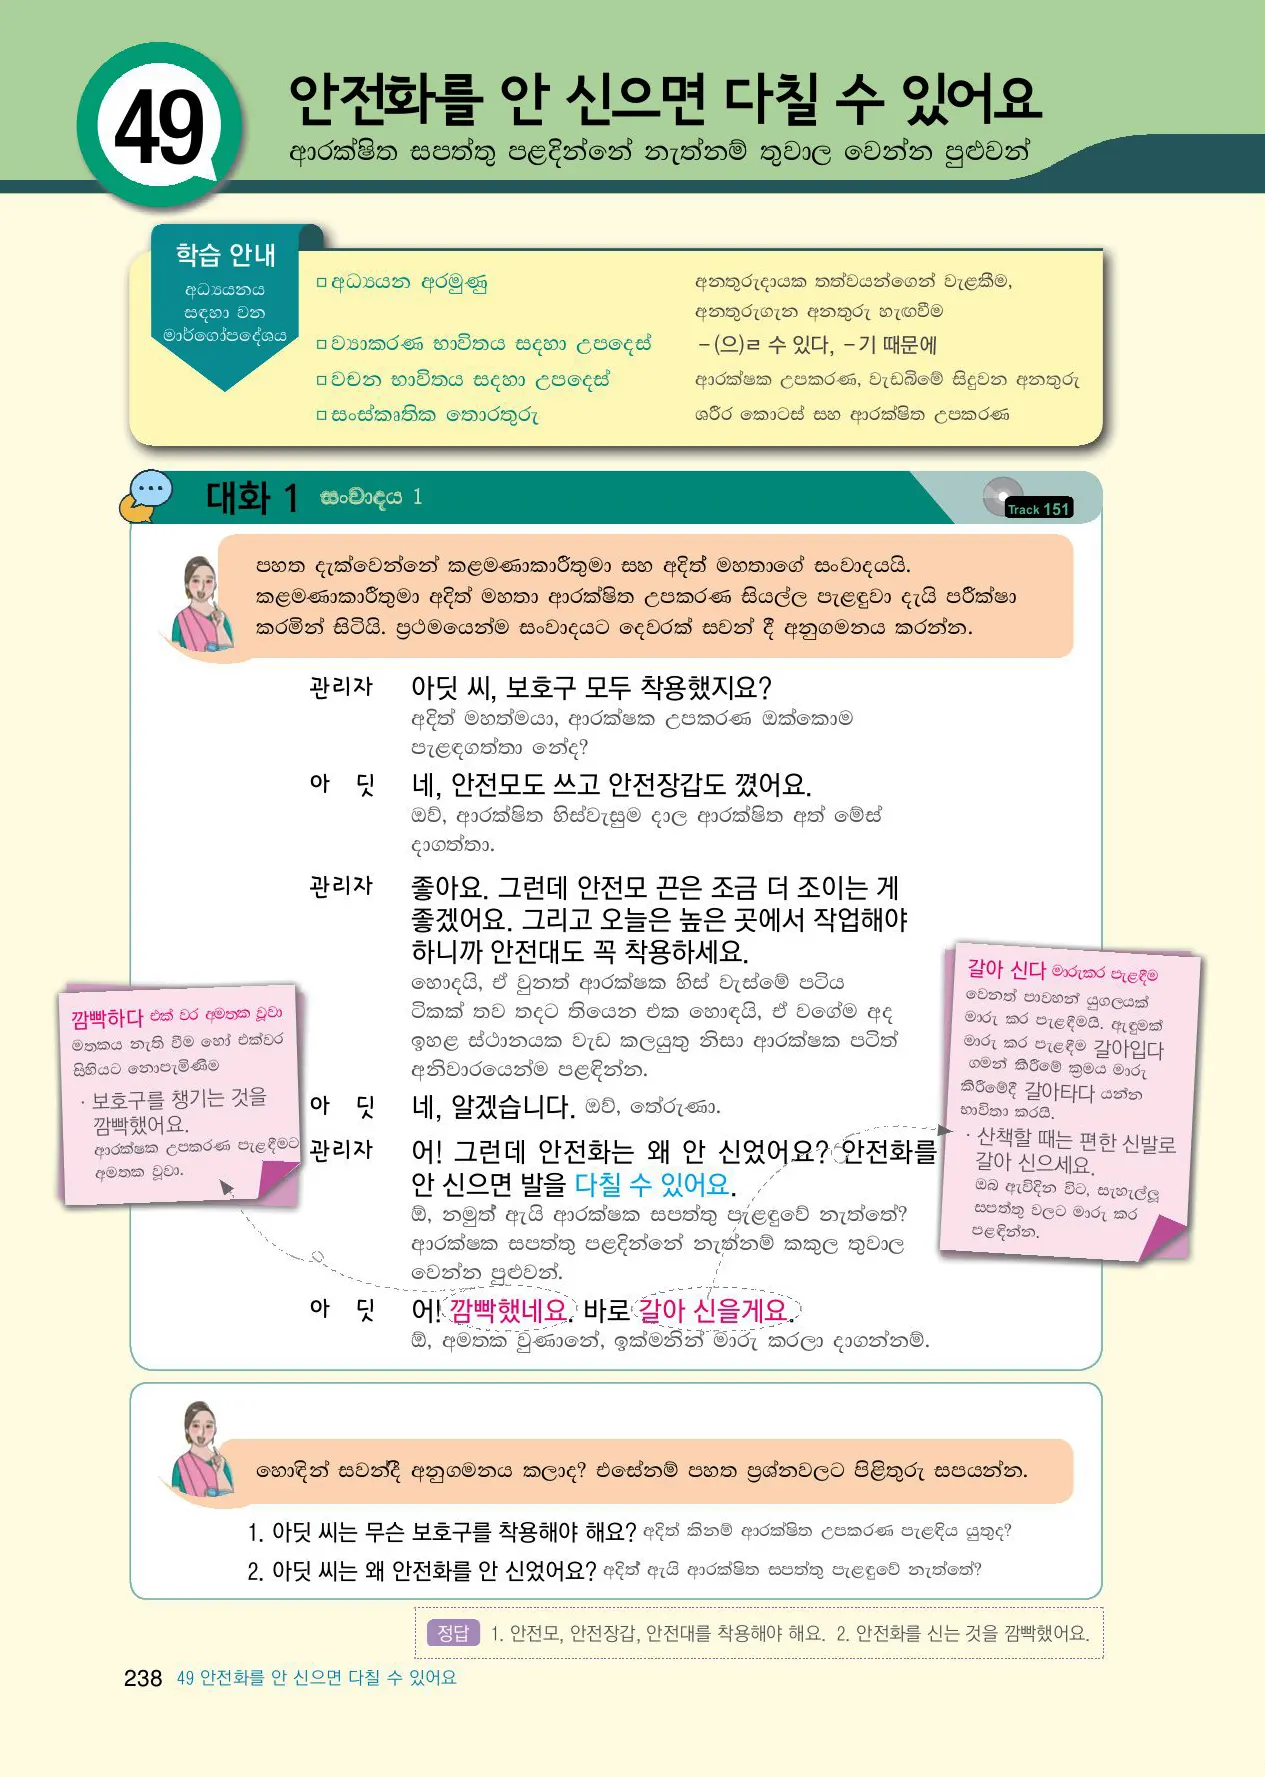 49
안전화를 안 신으면 다칠 수 있어요
ආරක්ෂිත සපත්තු පළදින්නේ නැත්නම් තුවාල වෙන්න පුළුවන්
학습 안내
අධ්‍යයනය
සඳහා වන
මාර්ගෝපදේශය
□ අධ්‍යයන අරමුණු
අනතුරුදායක තත්වයන්ගෙන් වැළකීම,
අනතුරුගැන අනතුරු හැඟවීම
□ ව්‍යාකරණ භාවිතය සදහා උපදෙස්
–(으)ㄹ 수 있다, –기 때문에
□ වචන භාවිතය සදහා උපදෙස්
ආරක්ෂක උපකරණ, වැඩබිමේ සිදුවන අනතුරු
□ සංස්කෘතික තොරතුරු
ශරීර කොටස් සහ ආරක්ෂිත උපකරණ
대화 1 සංවාදය 1
Track 151
පහත දැක්වෙන්නේ කළමණාකාරීතුමා සහ අදිත් මහතාගේ සංවාදයයි.
කළමණාකාරීතුමා අදිත් මහතා ආරක්ෂිත උපකරණ සියල්ල පැළඳුවා දැයි පරීක්ෂා
කරමින් සිටියි. ප්‍රථමයෙන්ම සංවාදයට දෙවරක් සවන් දී අනුගමනය කරන්න.
관리자 아딧 씨, 보호구 모두 착용했지요?
අදිත් මහත්මයා, ආරක්ෂක උපකරණ ඔක්කොම
පැළඳගත්තා නේද?
아 딧 네, 안전모도 쓰고 안전장갑도 꼈어요.
ඔව්, ආරක්ෂිත හිස්වැසුම දාල ආරක්ෂිත අත් මේස්
දාගත්තා.
관리자 좋아요. 그런데 안전모 끈은 조금 더 조이는 게
좋겠어요. 그리고 오늘은 높은 곳에서 작업해야
하니까 안전대도 꼭 착용하세요.
හොදයි, ඒ වුනත් ආරක්ෂක හිස් වැස්මේ පටිය
ටිකක් තව තදට තියෙන එක හොඳයි, ඒ වගේම අද
ඉහළ ස්ථානයක වැඩ කලයුතු නිසා ආරක්ෂක පටිත්
අනිවාරයෙන්ම පළඳින්න.
아 딧 네, 알겠습니다. ඔව්, තේරුණා.
관리자 어! 그런데 안전화는 왜 안 신었어요? 안전화를
안 신으면 발을 다칠 수 있어요.
ඕ, නමුත් ඇයි ආරක්ෂක සපත්තු පැළඳුවේ නැත්තේ?
ආරක්ෂක සපත්තු පළදින්නේ නැත්නම් කකුල තුවාල
වෙන්න පුළුවන්.
아 딧 어! 깜빡했네요. 바로 갈아 신을게요.
ඕ, අමතක වුණානේ, ඉක්මනින් මාරු කරලා දාගන්නම්.
깜빡하다 එක් වර අමතක වූවා
මතකය නැති වීම හෝ එක්වර
සිහියට නොපැමිණීම
· 보호구를 챙기는 것을
깜빡했어요.
ආරක්ෂක උපකරණ පැළඳීමට
අමතක වූවා.
갈아 신다 මාරුකර පැළඳීම
වෙනත් පාවහන් යුගලයක්
මාරු කර පැළඳීමයි. ඇඳුමක්
මාරු කර පැළඳීම 갈아입다
ගමන් කිරීමේ ක්‍රමය මාරු
කිරීමේදී 갈아타다 යන්න
භාවිතා කරයි.
· 산책할 때는 편한 신발로
갈아 신으세요.
ඔබ ඇවිදින විට, සැහැල්ලු
සපත්තු වලට මාරු කර
පළඳින්න.
හොඳින් සවන්දී අනුගමනය කලාද? එසේනම් පහත ප්‍රශ්නවලට පිළිතුරු සපයන්න.
1. 아딧 씨는 무슨 보호구를 착용해야 해요? අදිත් කිනම් ආරක්ෂිත උපකරණ පැළඳිය යුතුද?
2. 아딧 씨는 왜 안전화를 안 신었어요? අදිත් ඇයි ආරක්ෂිත සපත්තු පැළඳුවේ නැත්තේ?
정답 1. 안전모, 안전장갑, 안전대를 착용해야 해요. 2. 안전화를 신는 것을 깜빡했어요.
238 49 안전화를 안 신으면 다칠 수 있어요